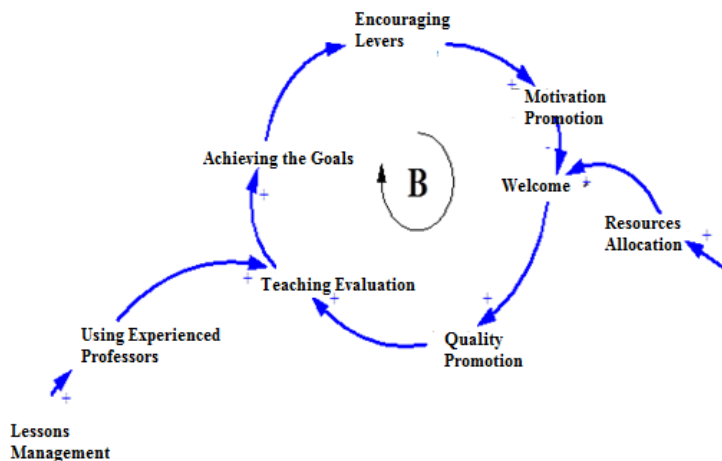 Encouraging
Levers
Motivation
Promotion
Achieving the Goals
B
Welcome
Resources
Allocation
Teaching Evaluation
Using Experienced
Professors
Quality
Promotion
Lessons
Management
+
+
+
+
+
+
+
+
-
-